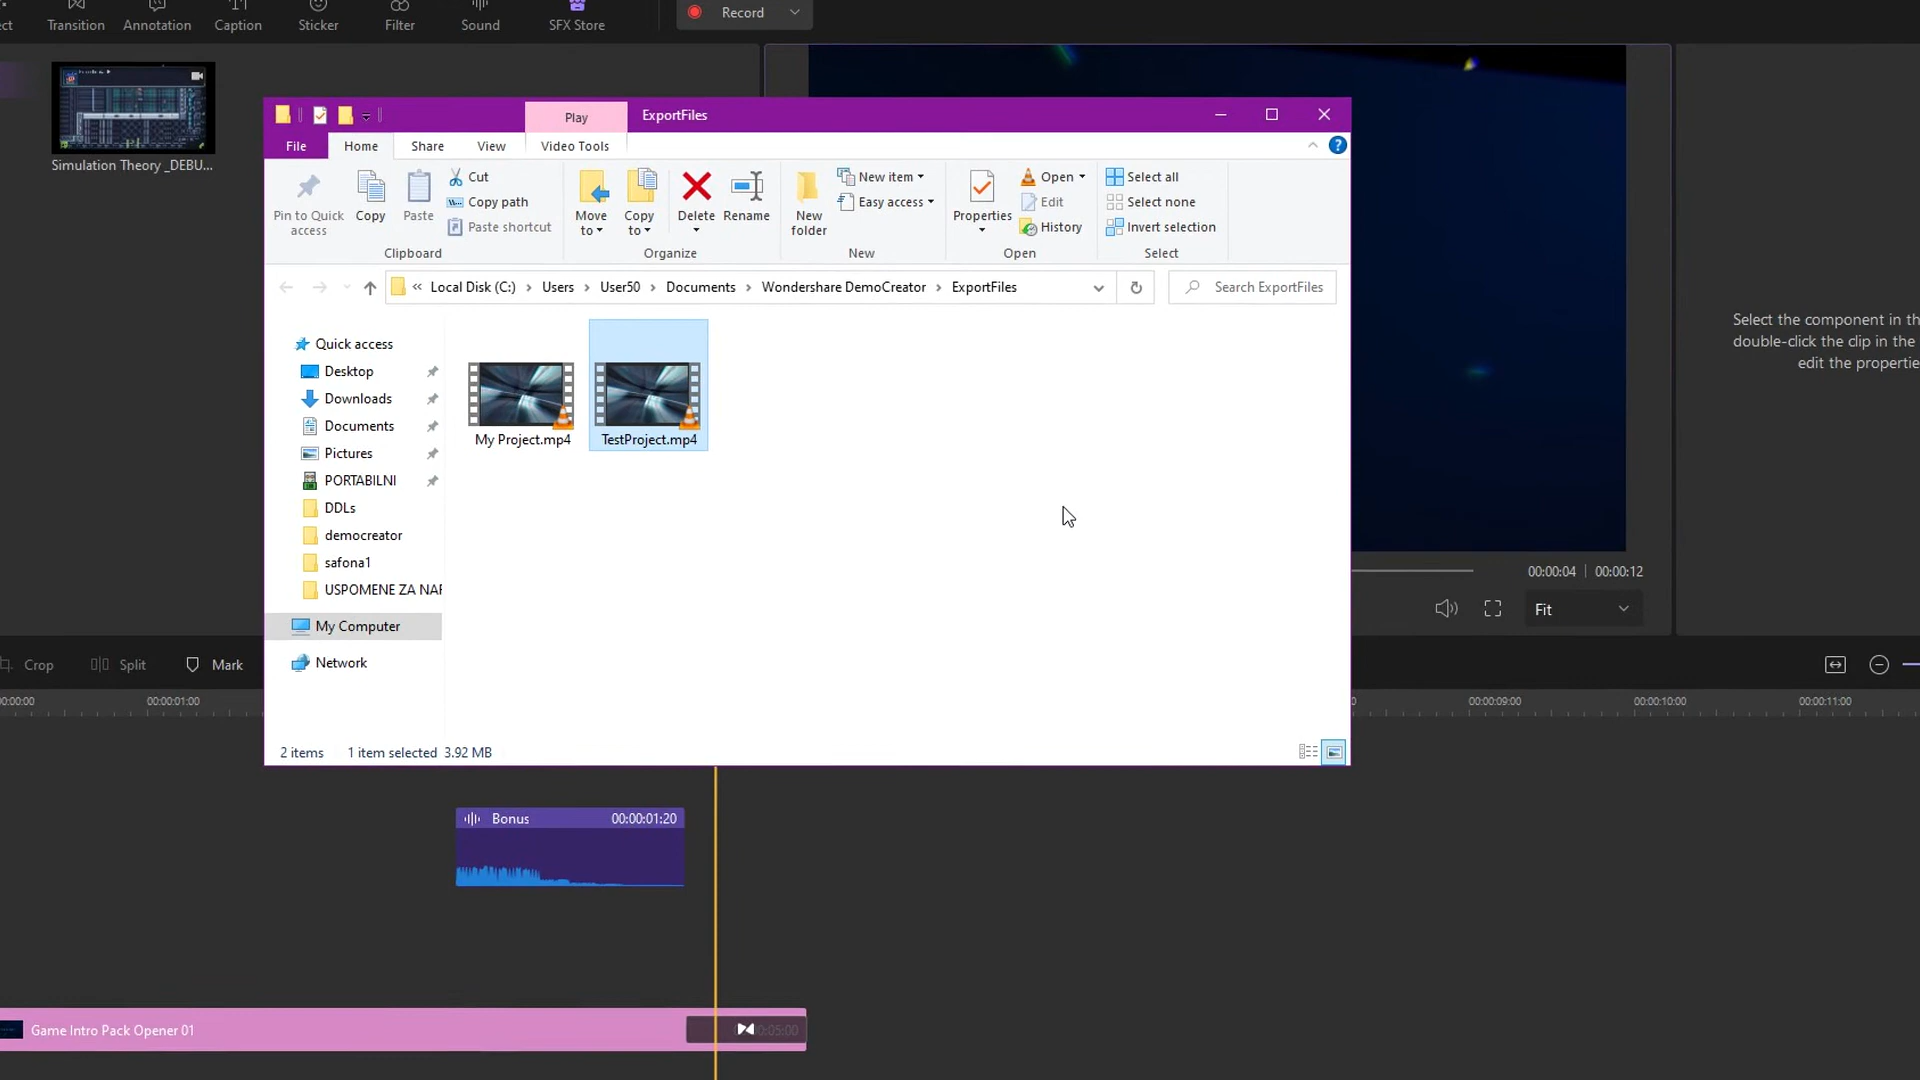 Transition
Annotation
Caption
Sticker
Filter
Sound
SFX Store
Record
Simulation Theory _DEBU...
Play
ExportFiles
File
Home
Share
View
Video Tools
Pin to Quick access
Copy
Paste
Cut
Copy path
Paste shortcut
Clipboard
Move to
Copy to
Delete
Rename
Organize
New folder
New item
Easy access
New
Properties
Open
Edit
History
Open
Select all
Select none
Invert selection
Select
« Local Disk (C:) › Users › User50 › Documents › Wondershare DemoCreator › ExportFiles
Search ExportFiles
Quick access
Desktop
Downloads
Documents
Pictures
PORTABILNI
DDLs
democreator
safona1
USPOMENE ZA NAR
My Computer
Network
My Project.mp4
TestProject.mp4
2 items
1 item selected 3.92 MB
Select the component in th
double-click the clip in the
edit the propertie
00:00:04 | 00:00:12
Fit
Crop
Split
Mark
00:00:01:00
00:00:09:00
00:00:10:00
00:00:11:00
Bonus
00:00:01:20
Game Intro Pack Opener 01